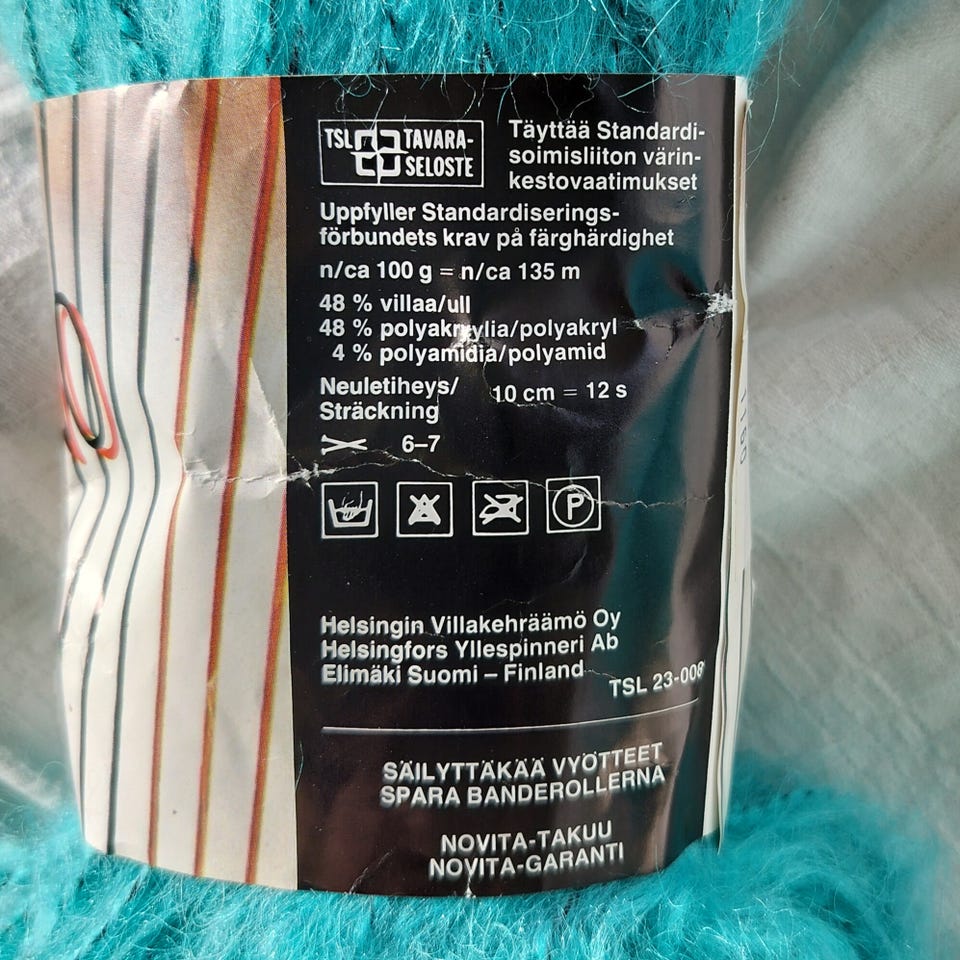 TSL TAVARA-
SELOSTE
Täyttää Standardi-
soimisliiton värin-
kestovaatimukset
Uppfyller Standardiserings-
förbundets krav på färghärdighet
n/ca 100 g = n/ca 135 m
48 % villaa/ull
48 % polyakryylia/polyakryl
4 % polyamidia/polyamid
Neuletiheys/ 10 cm = 12 s
Sträckning
6–7
P
Helsingin Villakehräämö Oy
Helsingfors Yllespinneri Ab
Elimäki Suomi – Finland
TSL 23-008
SÄILYTTÄKÄÄ VYÖTTEET
SPARA BANDEROLLERNA
NOVITA-TAKUU
NOVITA-GARANTI